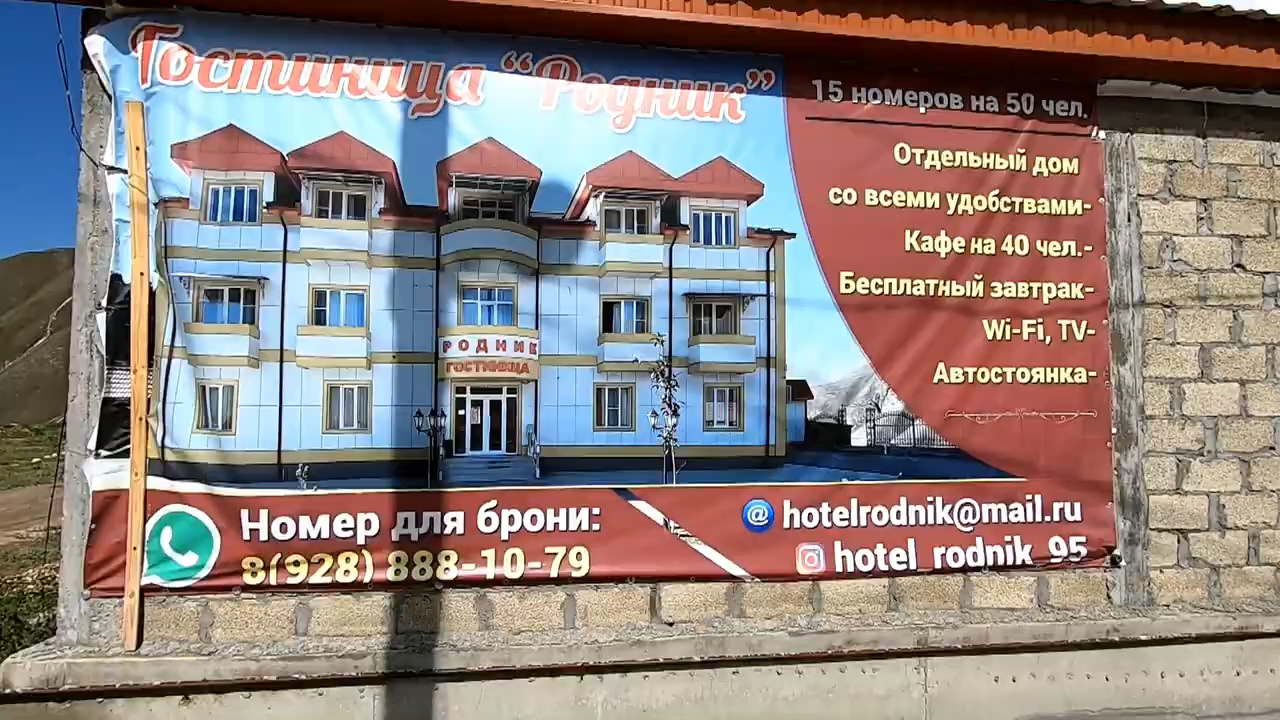 Гостиница “Родник”
15 номеров на 50 чел.
Отдельный дом
со всеми удобствами-
Кафе на 40 чел.-
Бесплатный завтрак-
Wi-Fi, TV-
Автостоянка-
РОДНИК
ГОСТИНИЦА
Номер для брони:
8(928) 888-10-79
@ hotelrodnik@mail.ru
hotel_rodnik_95